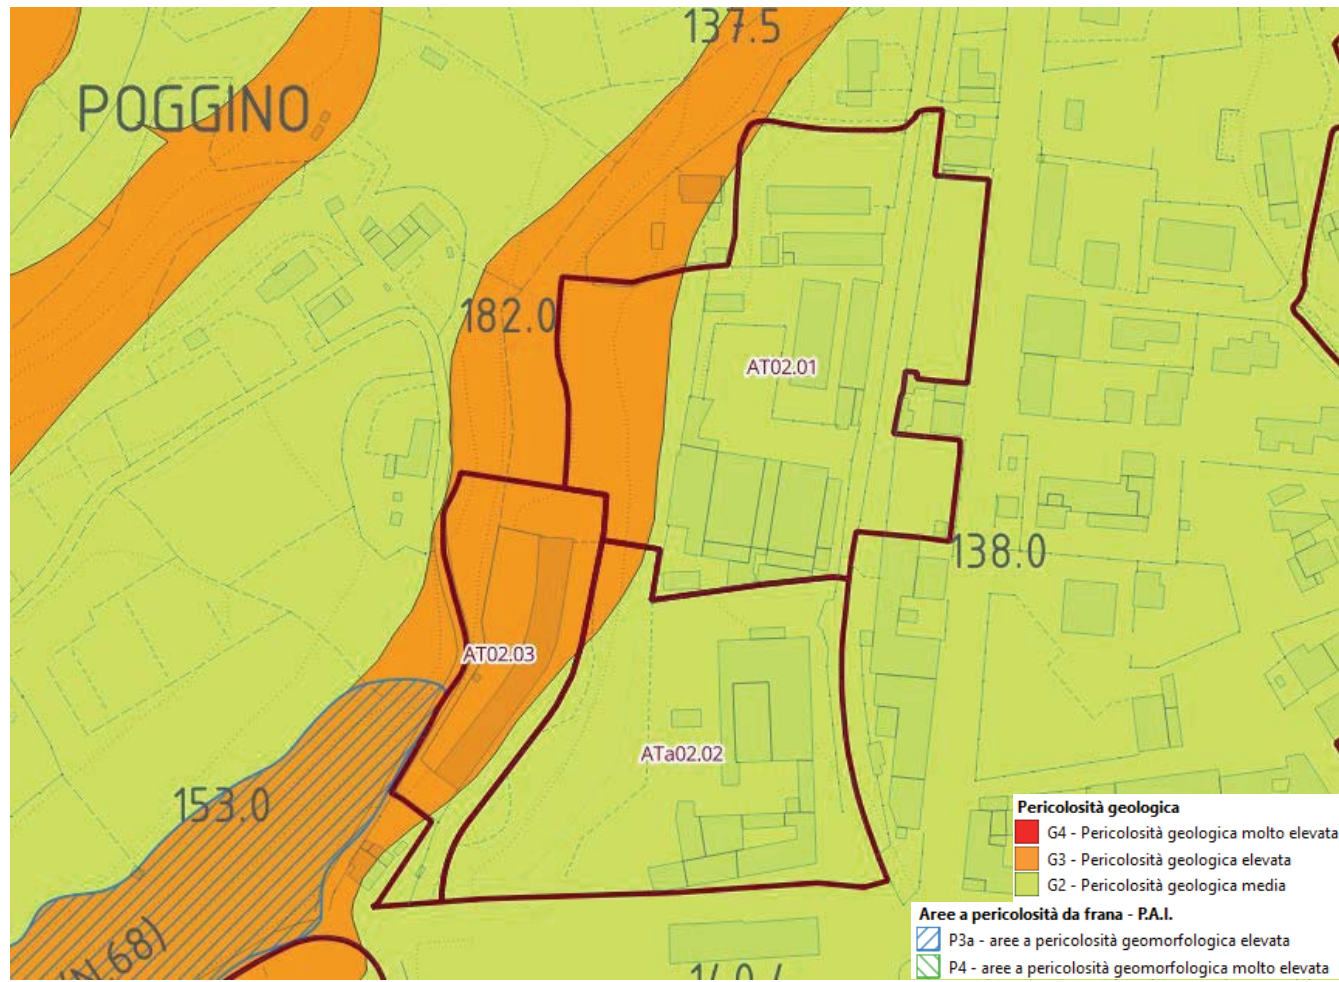 137.5
POGGINO
182.0
AT02.01
138.0
AT02.03
ATa02.02
153.0
(N.68)
Pericolosità geologica
G4 - Pericolosità geologica molto elevata
G3 - Pericolosità geologica elevata
G2 - Pericolosità geologica media
Aree a pericolosità da frana - P.A.I.
P3a - aree a pericolosità geomorfologica elevata
P4 - aree a pericolosità geomorfologica molto elevata